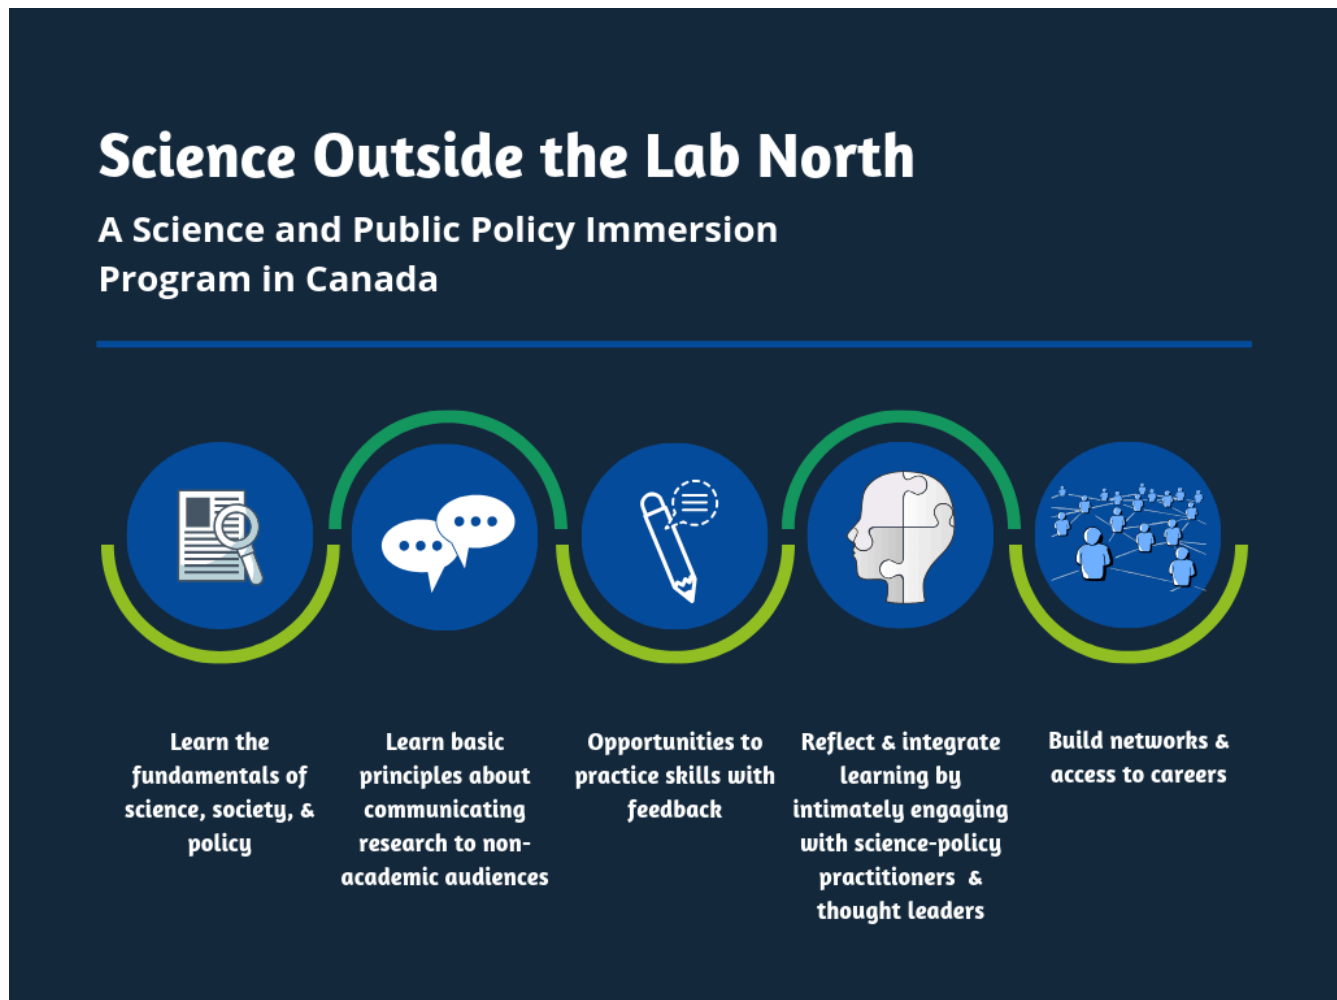 Science Outside the Lab North
A Science and Public Policy Immersion
Program in Canada
Learn the
fundamentals of
science, society, &
policy
Learn basic
principles about
communicating
research to non-
academic audiences
Opportunities to
practice skills with
feedback
Reflect & integrate
learning by
intimately engaging
with science-policy
practitioners &
thought leaders
Build networks &
access to careers